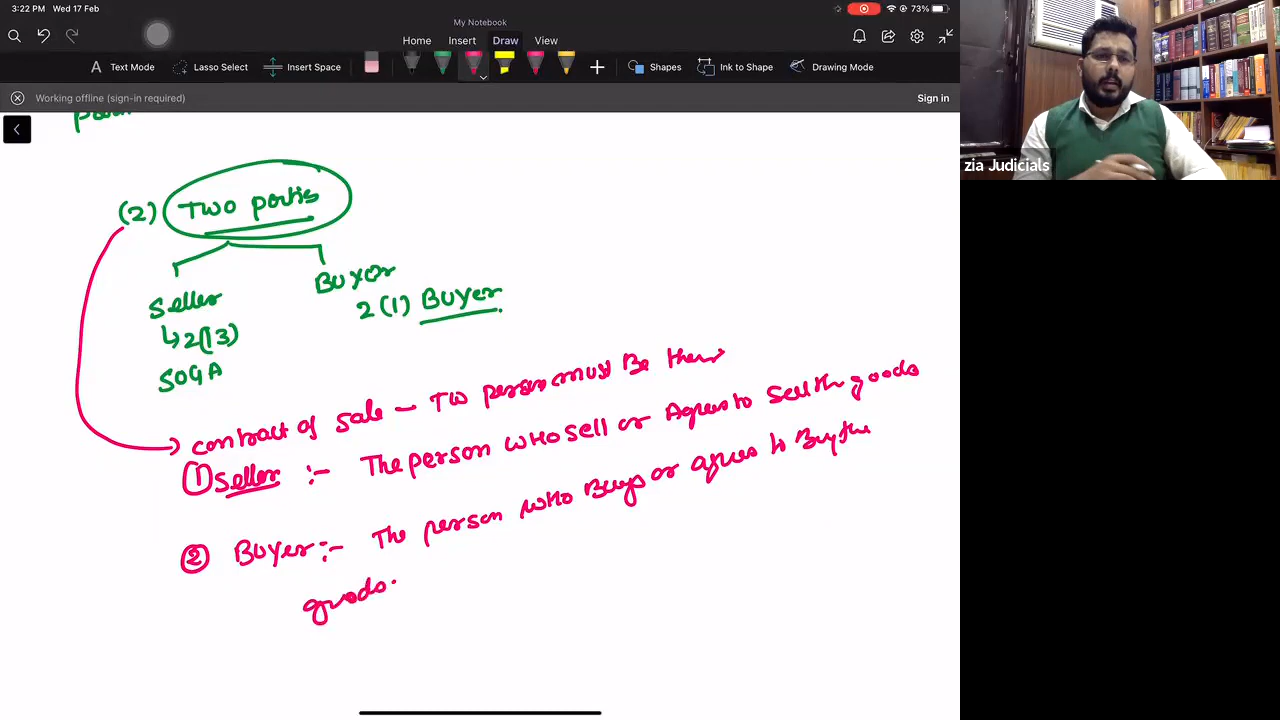 3:22 PM Wed 17 Feb
73%
My Notebook
Home Insert Draw View
Text Mode Lasso Select Insert Space Shapes Ink to Shape Drawing Mode
Working offline (sign-in required) Sign in
zia Judicials
(2) Two parties
Seller Buyer
↳ 2(13) 2(1) Buyer
SOGA
contract of sale – two person must Be there
① Seller :- The person who sell or Agrees to sell the goods
② Buyer :- The person who Buys or agrees to Buy the
goods.